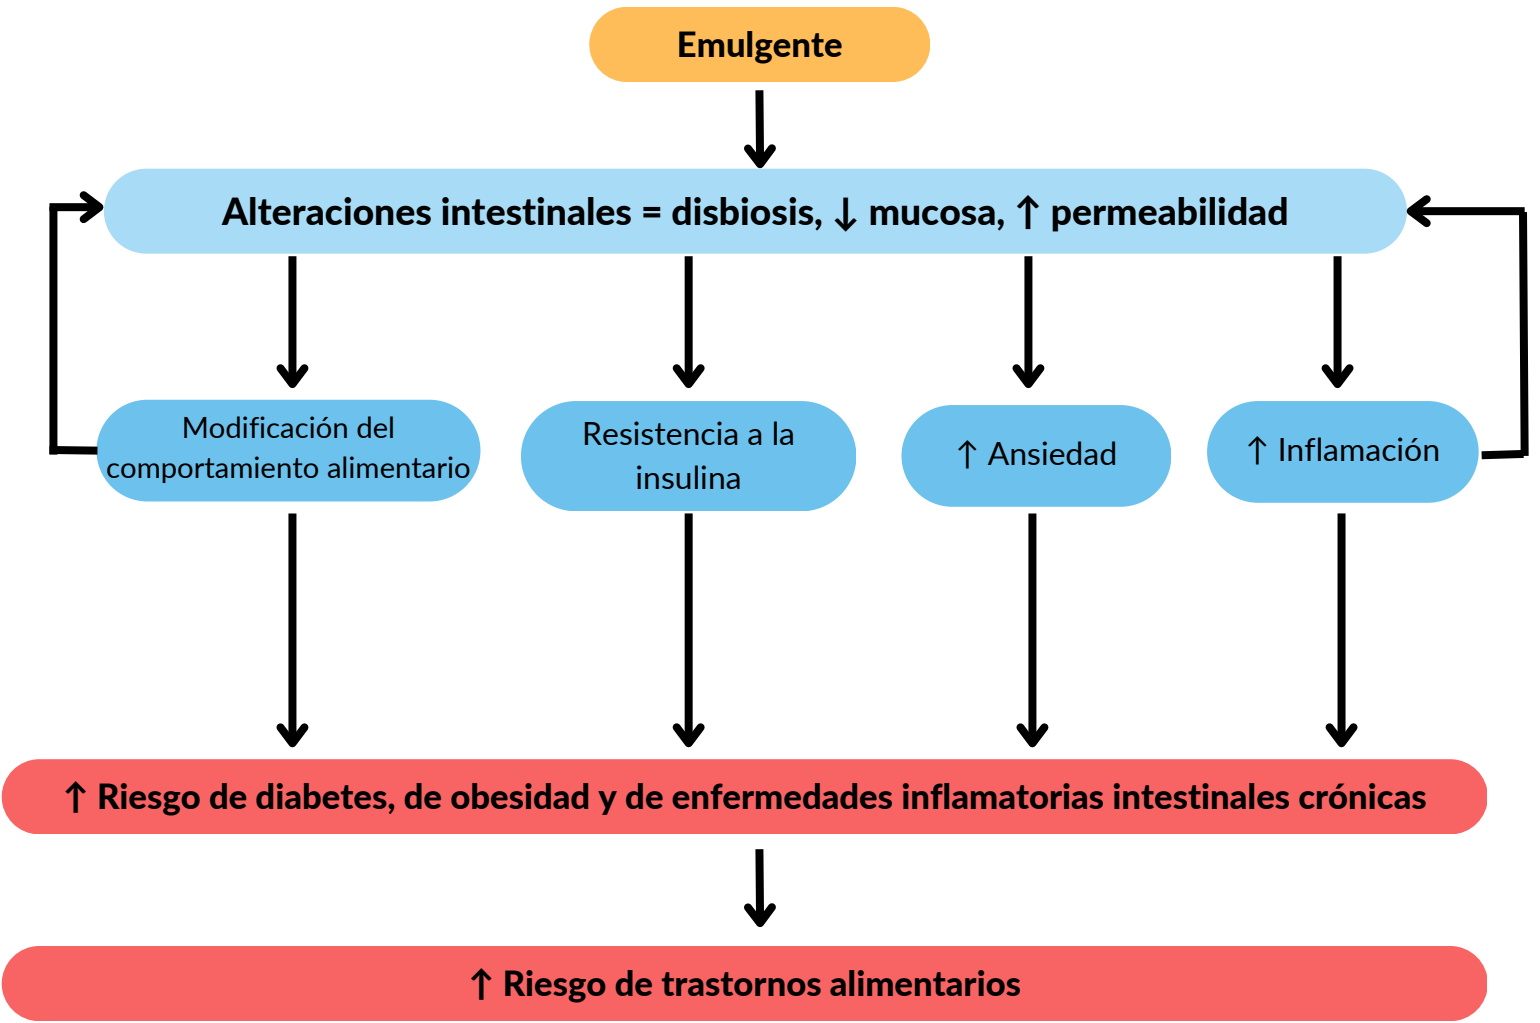 Emulgente
Alteraciones intestinales = disbiosis, ↓ mucosa, ↑ permeabilidad
Modificación del
comportamiento alimentario
Resistencia a la
insulina
↑ Ansiedad
↑ Inflamación
↑ Riesgo de diabetes, de obesidad y de enfermedades inflamatorias intestinales crónicas
↑ Riesgo de trastornos alimentarios